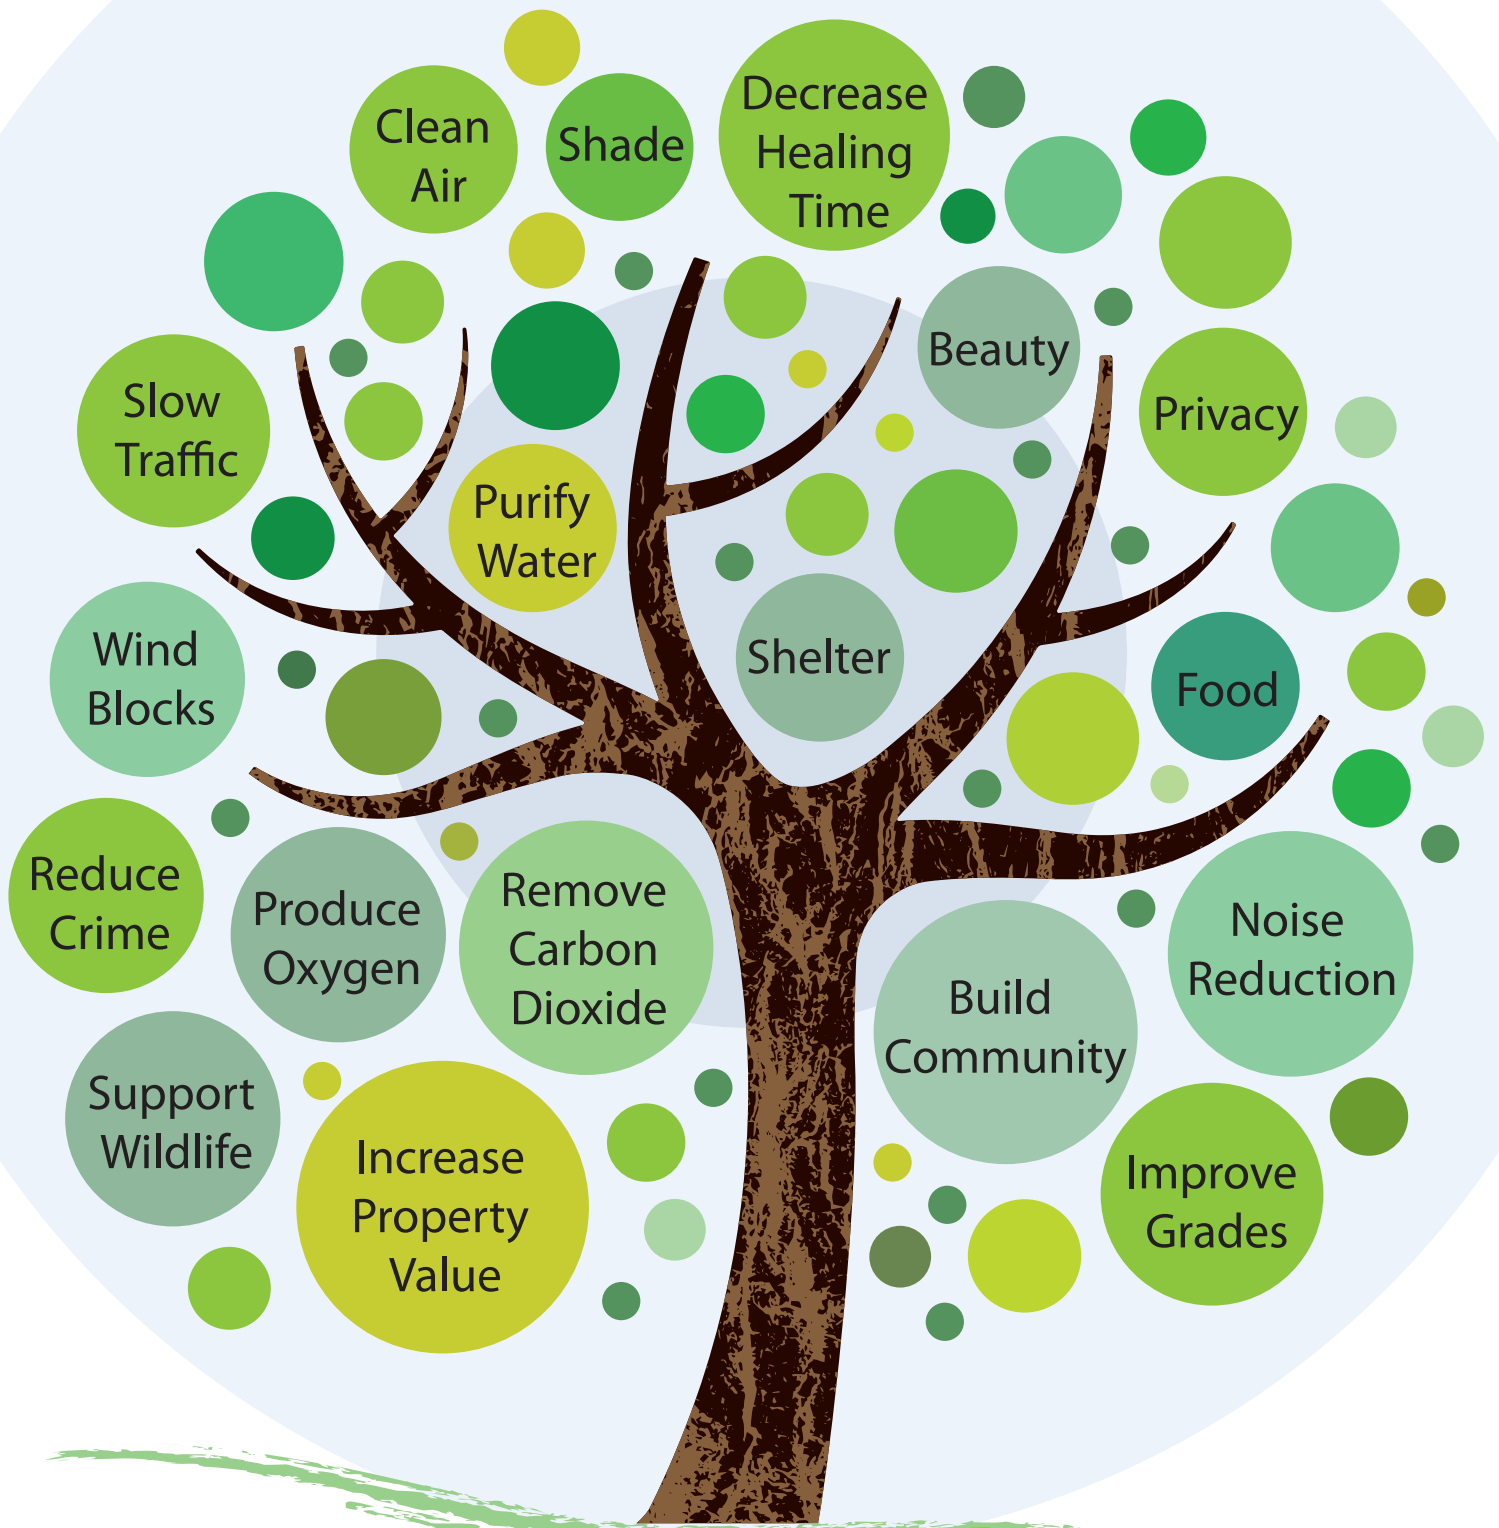 Clean
Air
Shade
Decrease
Healing
Time
Beauty
Slow
Traffic
Privacy
Purify
Water
Wind
Blocks
Shelter
Food
Reduce
Crime
Produce
Oxygen
Remove
Carbon
Dioxide
Noise
Reduction
Build
Community
Support
Wildlife
Increase
Property
Value
Improve
Grades